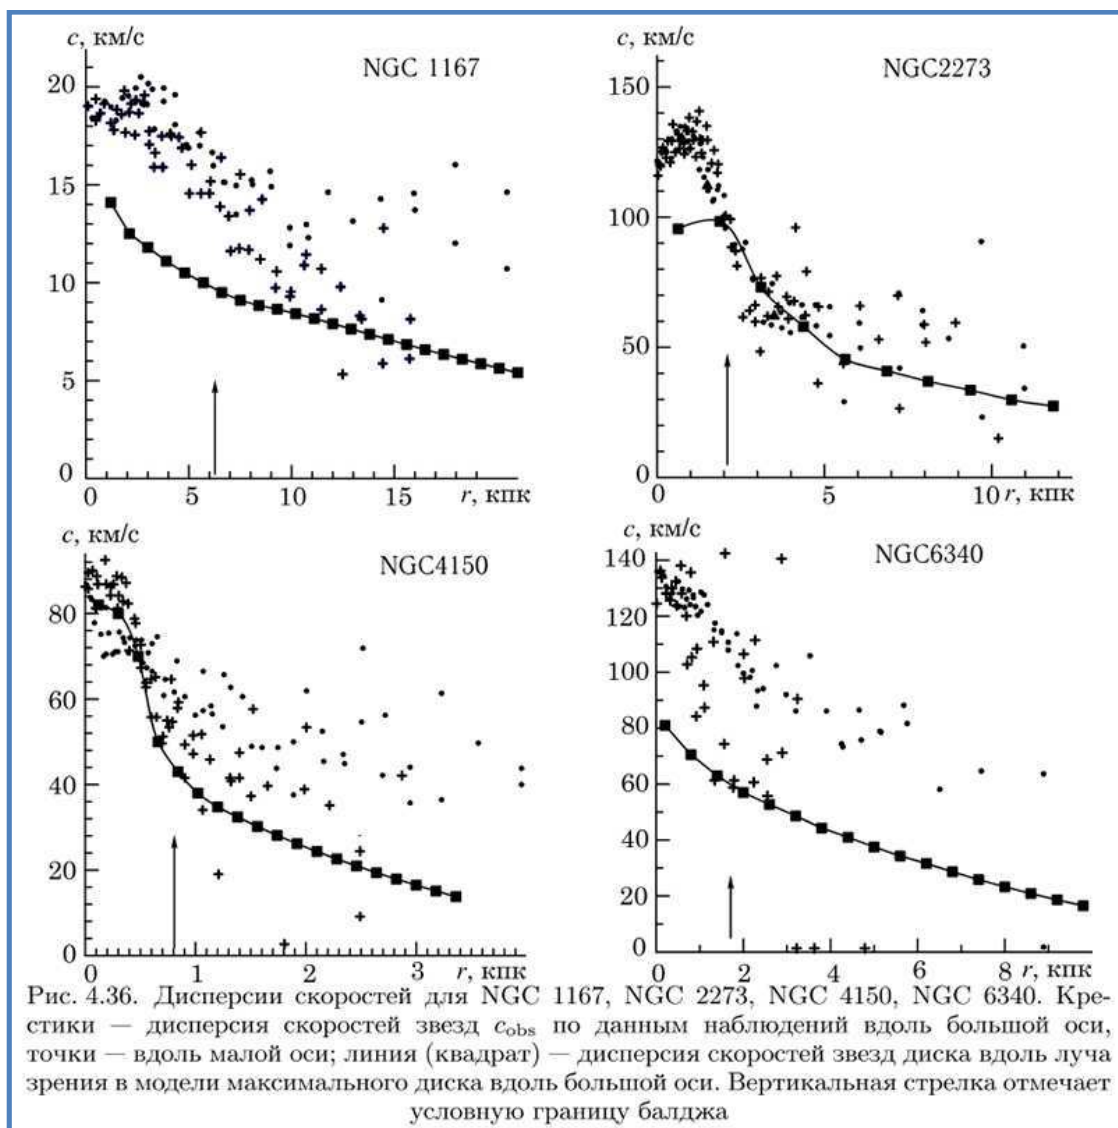 c, км/с
NGC 1167
20
15
10
5
0
0
5
10
15
r, кпк
c, км/с
NGC2273
150
100
50
0
0
5
10
r, кпк
c, км/с
NGC4150
80
60
40
20
0
0
1
2
3
r, кпк
c, км/с
NGC6340
140
120
100
80
60
40
20
0
0
2
4
6
8
r, кпк
Рис. 4.36. Дисперсии скоростей для NGC 1167, NGC 2273, NGC 4150, NGC 6340. Кре-
стики — дисперсия скоростей звезд c_obs по данным наблюдений вдоль большой оси,
точки — вдоль малой оси; линия (квадрат) — дисперсия скоростей звезд диска вдоль луча
зрения в модели максимального диска вдоль большой оси. Вертикальная стрелка отмечает
условную границу балджа